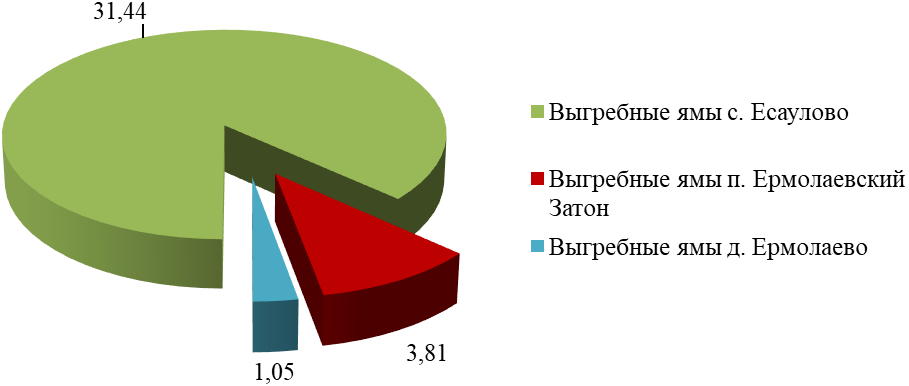 31,44
Выгребные ямы с. Есаулово
Выгребные ямы п. Ермолаевский
Затон
Выгребные ямы д. Ермолаево
3,81
1,05